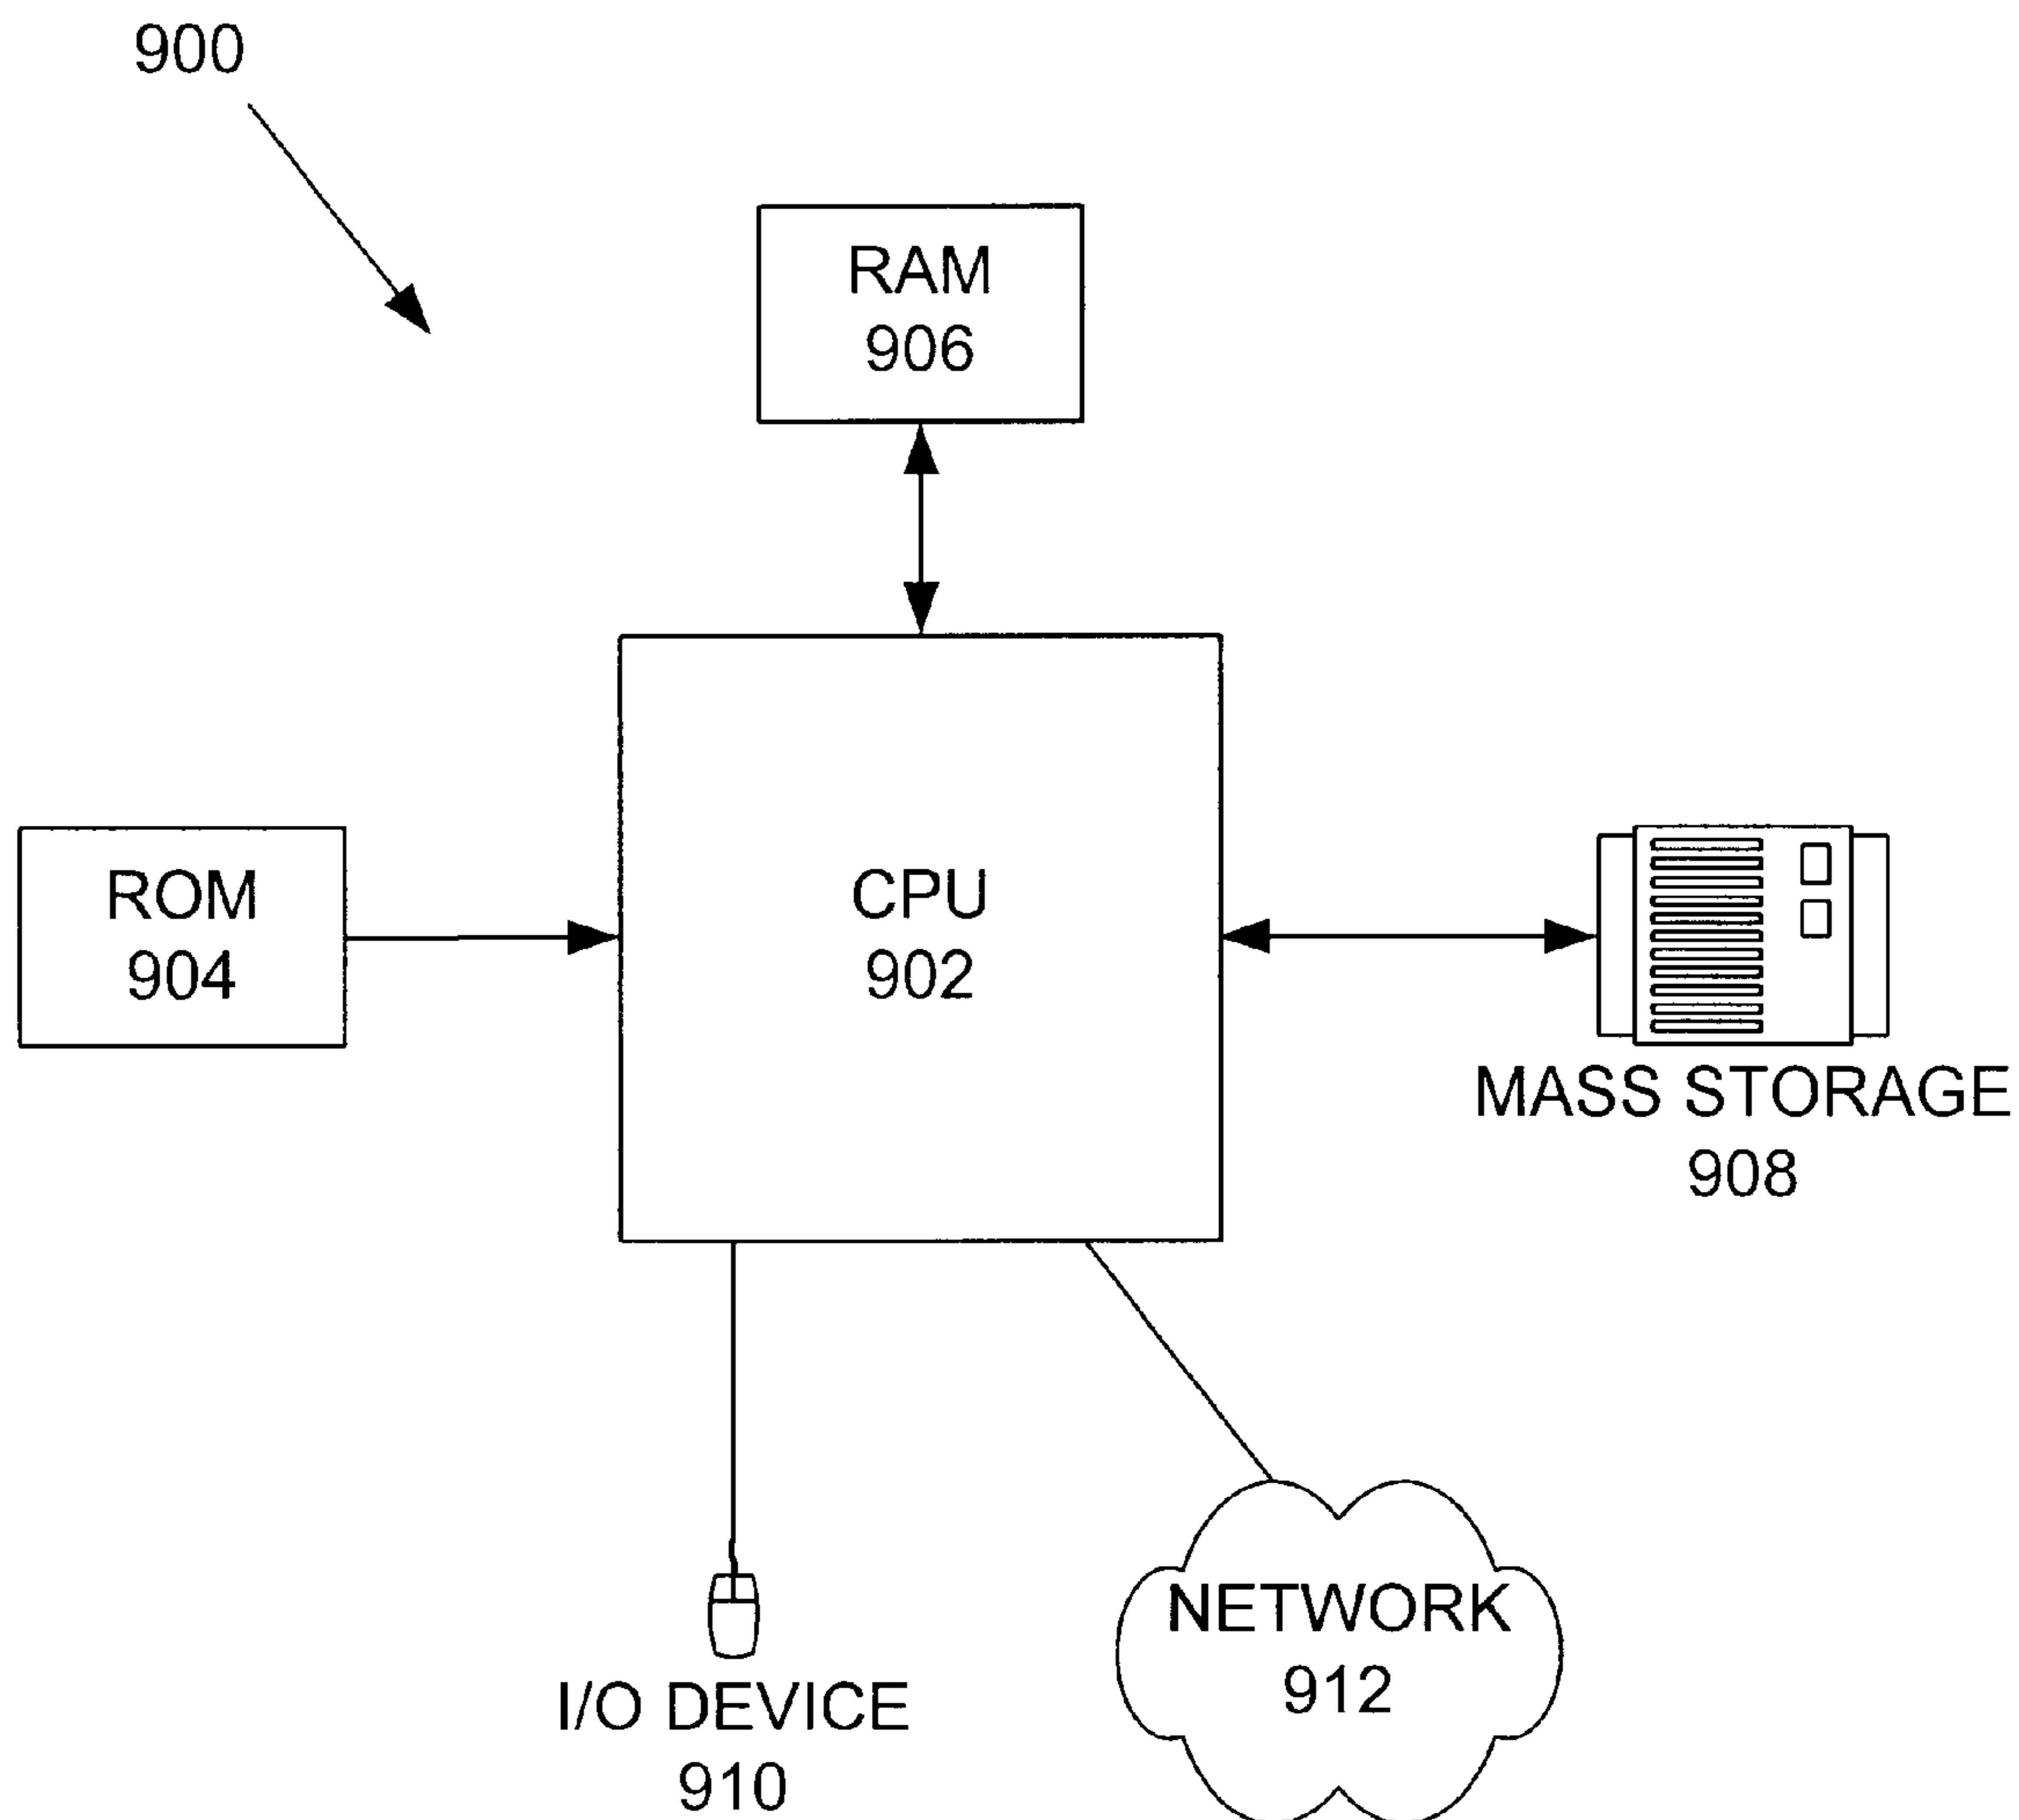 900
RAM
906
ROM
904
CPU
902
MASS STORAGE
908
I/O DEVICE
910
NETWORK
912